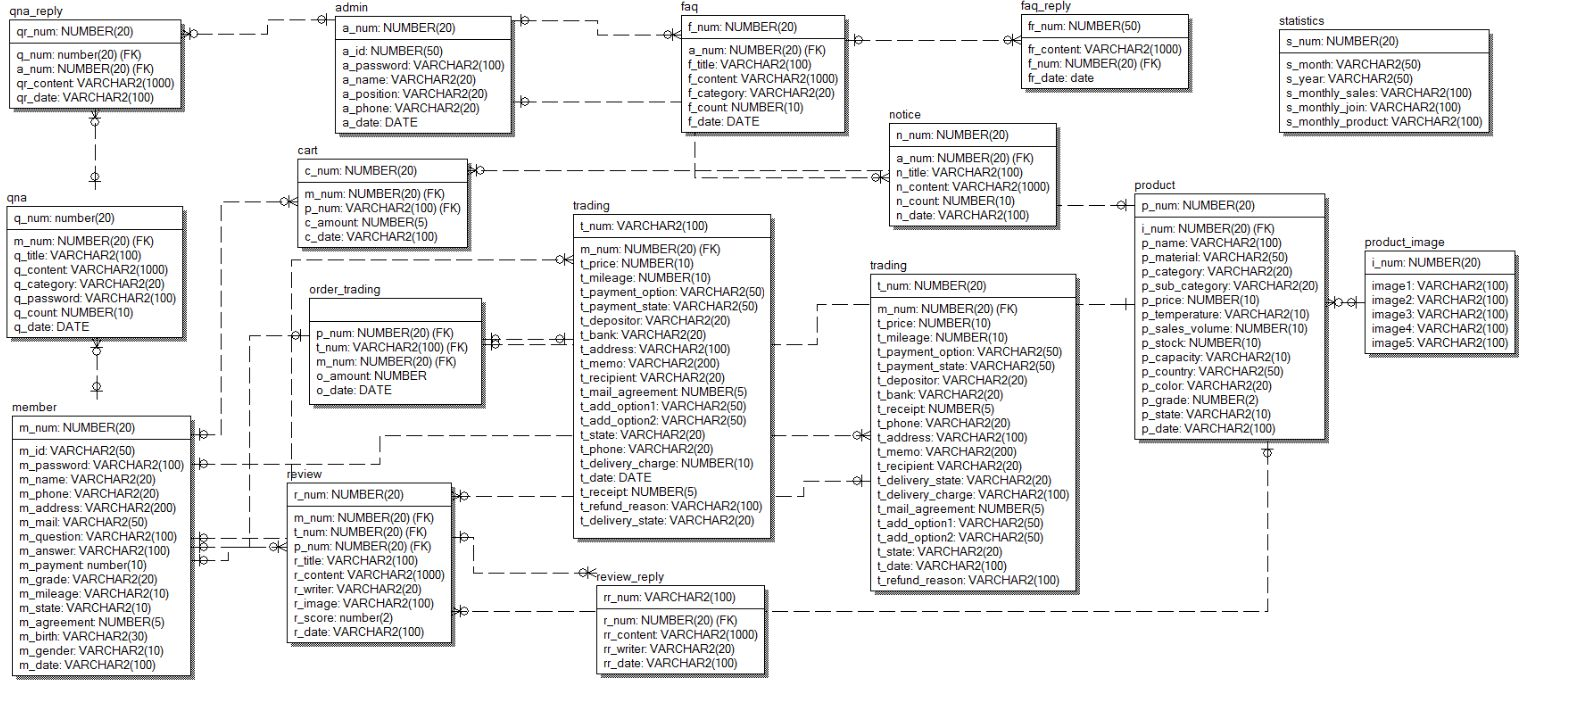 qna_reply
qr_num: NUMBER(20)
q_num: number(20) (FK)
a_num: NUMBER(20) (FK)
qr_content: VARCHAR2(1000)
qr_date: VARCHAR2(100)
admin
a_num: NUMBER(20)
a_id: NUMBER(50)
a_password: VARCHAR2(100)
a_name: VARCHAR2(20)
a_position: VARCHAR2(20)
a_phone: VARCHAR2(20)
a_date: DATE
faq
f_num: NUMBER(20)
a_num: NUMBER(20) (FK)
f_title: VARCHAR2(100)
f_content: VARCHAR2(1000)
f_category: VARCHAR2(20)
f_count: NUMBER(10)
f_date: DATE
faq_reply
fr_num: NUMBER(50)
fr_content: VARCHAR2(1000)
f_num: NUMBER(20) (FK)
fr_date: date
statistics
s_num: NUMBER(20)
s_month: VARCHAR2(50)
s_year: VARCHAR2(50)
s_monthly_sales: VARCHAR2(100)
s_monthly_join: VARCHAR2(100)
s_monthly_product: VARCHAR2(100)
notice
n_num: NUMBER(20)
a_num: NUMBER(20) (FK)
n_title: VARCHAR2(100)
n_content: VARCHAR2(1000)
n_count: NUMBER(10)
n_date: VARCHAR2(100)
cart
c_num: NUMBER(20)
m_num: NUMBER(20) (FK)
p_num: VARCHAR2(100) (FK)
c_amount: NUMBER(5)
c_date: VARCHAR2(100)
qna
q_num: number(20)
m_num: NUMBER(20) (FK)
q_title: VARCHAR2(100)
q_content: VARCHAR2(1000)
q_category: VARCHAR2(20)
q_password: VARCHAR2(100)
q_count: NUMBER(10)
q_date: DATE
trading
t_num: VARCHAR2(100)
m_num: NUMBER(20) (FK)
t_price: NUMBER(10)
t_mileage: NUMBER(10)
t_payment_option: VARCHAR2(50)
t_payment_state: VARCHAR2(50)
t_depositor: VARCHAR2(20)
t_bank: VARCHAR2(20)
t_address: VARCHAR2(100)
t_memo: VARCHAR2(200)
t_recipient: VARCHAR2(20)
t_mail_agreement: NUMBER(5)
t_add_option1: VARCHAR2(50)
t_add_option2: VARCHAR2(50)
t_state: VARCHAR2(20)
t_phone: VARCHAR2(20)
t_delivery_charge: NUMBER(10)
t_date: DATE
t_receipt: NUMBER(5)
t_refund_reason: VARCHAR2(100)
t_delivery_state: VARCHAR2(20)
product
p_num: NUMBER(20)
i_num: NUMBER(20) (FK)
p_name: VARCHAR2(100)
p_material: VARCHAR2(50)
p_category: VARCHAR2(20)
p_sub_category: VARCHAR2(20)
p_price: NUMBER(10)
p_temperature: VARCHAR2(10)
p_sales_volume: NUMBER(10)
p_stock: NUMBER(10)
p_capacity: VARCHAR2(10)
p_country: VARCHAR2(50)
p_color: VARCHAR2(20)
p_grade: NUMBER(2)
p_state: VARCHAR2(10)
p_date: VARCHAR2(100)
product_image
i_num: NUMBER(20)
image1: VARCHAR2(100)
image2: VARCHAR2(100)
image3: VARCHAR2(100)
image4: VARCHAR2(100)
image5: VARCHAR2(100)
trading
t_num: NUMBER(20)
m_num: NUMBER(20) (FK)
t_price: NUMBER(10)
t_mileage: NUMBER(10)
t_payment_option: VARCHAR2(50)
t_payment_state: VARCHAR2(50)
t_depositor: VARCHAR2(20)
t_bank: VARCHAR2(20)
t_receipt: NUMBER(5)
t_phone: VARCHAR2(20)
t_address: VARCHAR2(100)
t_memo: VARCHAR2(200)
t_recipient: VARCHAR2(20)
t_delivery_state: VARCHAR2(20)
t_delivery_charge: VARCHAR2(100)
t_mail_agreement: NUMBER(5)
t_add_option1: VARCHAR2(50)
t_add_option2: VARCHAR2(50)
t_state: VARCHAR2(20)
t_date: VARCHAR2(100)
t_refund_reason: VARCHAR2(100)
order_trading
p_num: NUMBER(20) (FK)
t_num: VARCHAR2(100) (FK)
m_num: NUMBER(20) (FK)
o_amount: NUMBER
o_date: DATE
member
m_num: NUMBER(20)
m_id: VARCHAR2(50)
m_password: VARCHAR2(100)
m_name: VARCHAR2(20)
m_phone: VARCHAR2(20)
m_address: VARCHAR2(200)
m_mail: VARCHAR2(50)
m_question: VARCHAR2(100)
m_answer: VARCHAR2(100)
m_payment: number(10)
m_grade: VARCHAR2(20)
m_mileage: VARCHAR2(10)
m_state: VARCHAR2(10)
m_agreement: NUMBER(5)
m_birth: VARCHAR2(30)
m_gender: VARCHAR2(10)
m_date: VARCHAR2(100)
review
r_num: NUMBER(20)
m_num: NUMBER(20) (FK)
t_num: NUMBER(20) (FK)
p_num: NUMBER(20) (FK)
r_title: VARCHAR2(100)
r_content: VARCHAR2(1000)
r_writer: VARCHAR2(20)
r_image: VARCHAR2(100)
r_score: number(2)
r_date: VARCHAR2(100)
review_reply
rr_num: VARCHAR2(100)
r_num: NUMBER(20) (FK)
rr_content: VARCHAR2(1000)
rr_writer: VARCHAR2(20)
rr_date: VARCHAR2(100)